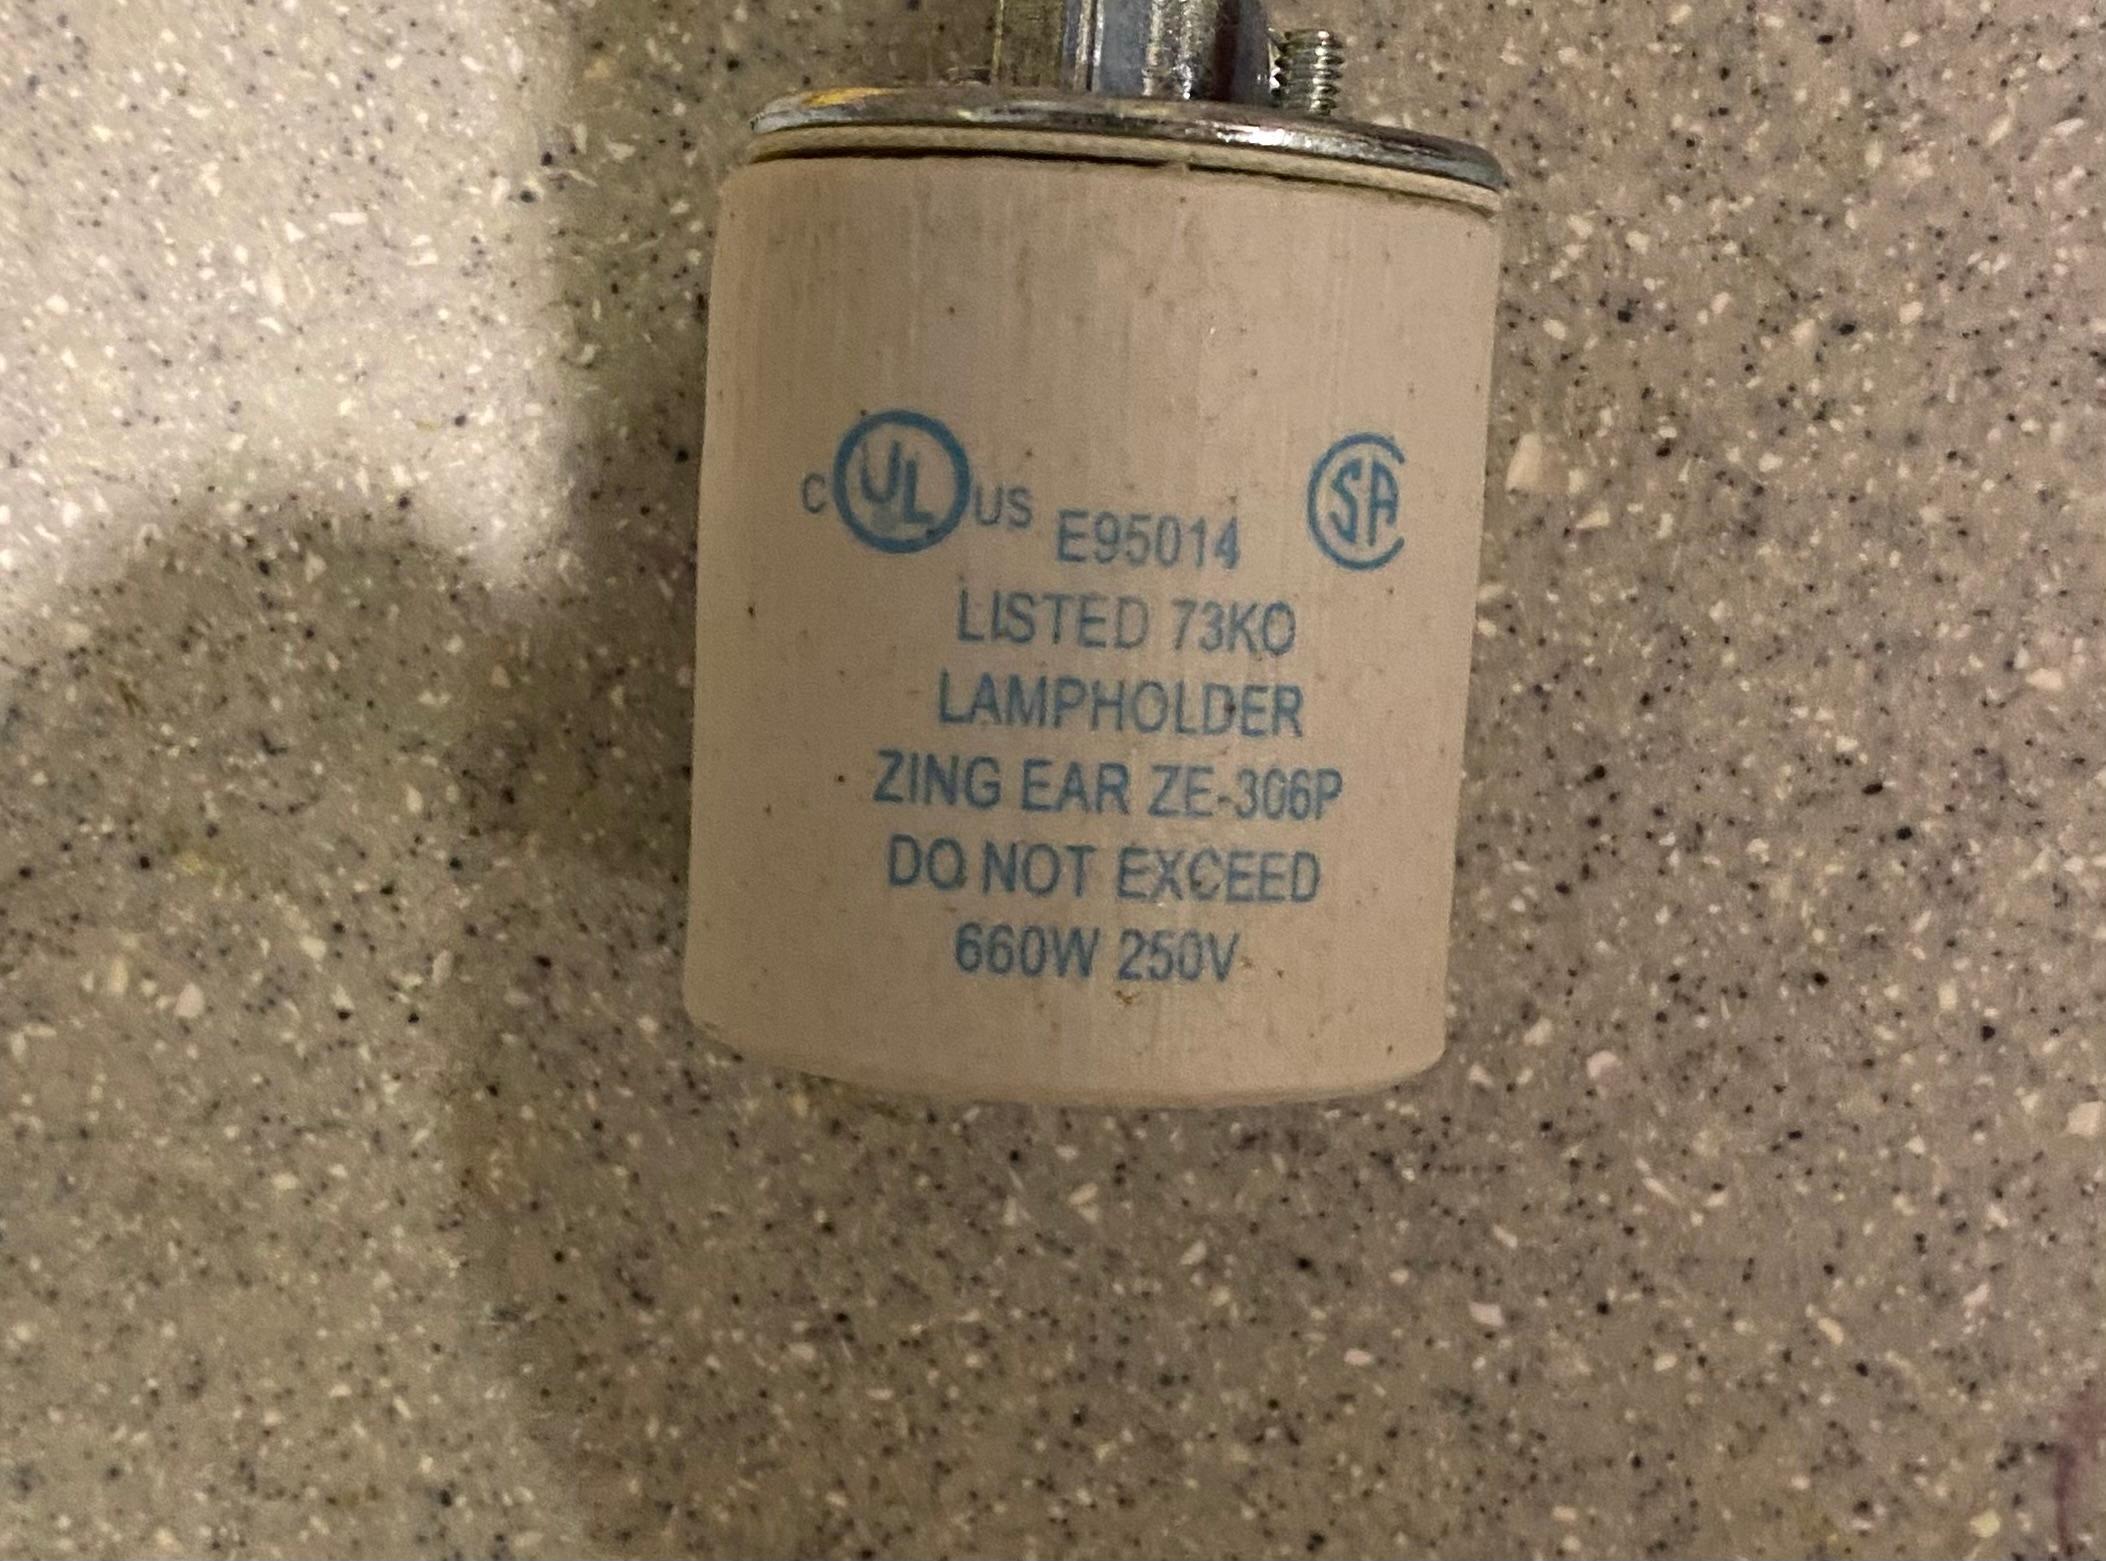 C UL US E95014 SA
LISTED 73KO
LAMPHOLDER
ZING EAR ZE-306P
DO NOT EXCEED
660W 250V